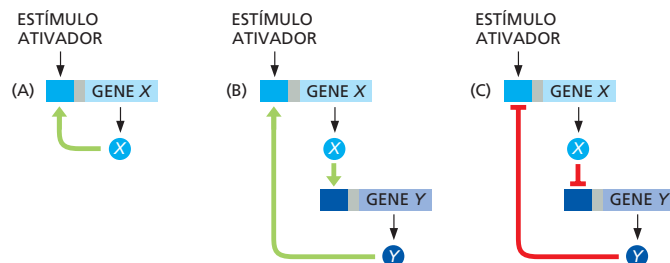 ESTÍMULO
ATIVADOR
(A) GENE X
X
ESTÍMULO
ATIVADOR
(B) GENE X
X
GENE Y
Y
ESTÍMULO
ATIVADOR
(C) GENE X
X
GENE Y
Y